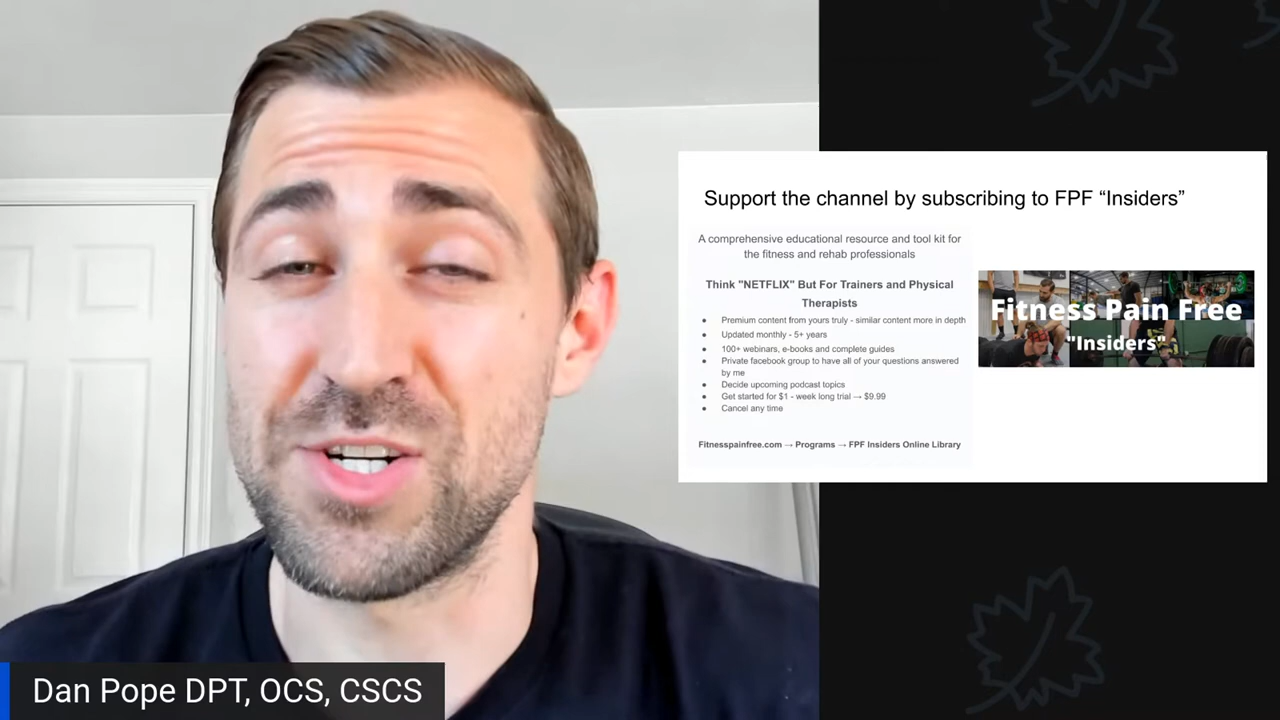 Support the channel by subscribing to FPF “Insiders”
A comprehensive educational resource and tool kit for
the fitness and rehab professionals
Think "NETFLIX" But For Trainers and Physical
Therapists
● Premium content from yours truly - similar content more in depth
● Updated monthly - 5+ years
● 100+ webinars, e-books and complete guides
● Private facebook group to have all of your questions answered
by me
● Decide upcoming podcast topics
● Get started for $1 - week long trial → $9.99
● Cancel any time
Fitnesspainfree.com → Programs → FPF Insiders Online Library
Fitness Pain Free
"Insiders"
Dan Pope DPT, OCS, CSCS